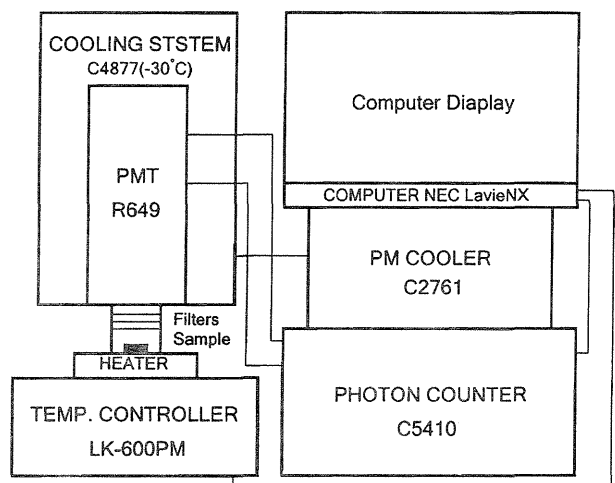 COOLING STSTEM
C4877(-30°C)
PMT
R649
Filters
Sample
HEATER
TEMP. CONTROLLER
LK-600PM
Computer Diaplay
COMPUTER NEC LavieNX
PM COOLER
C2761
PHOTON COUNTER
C5410